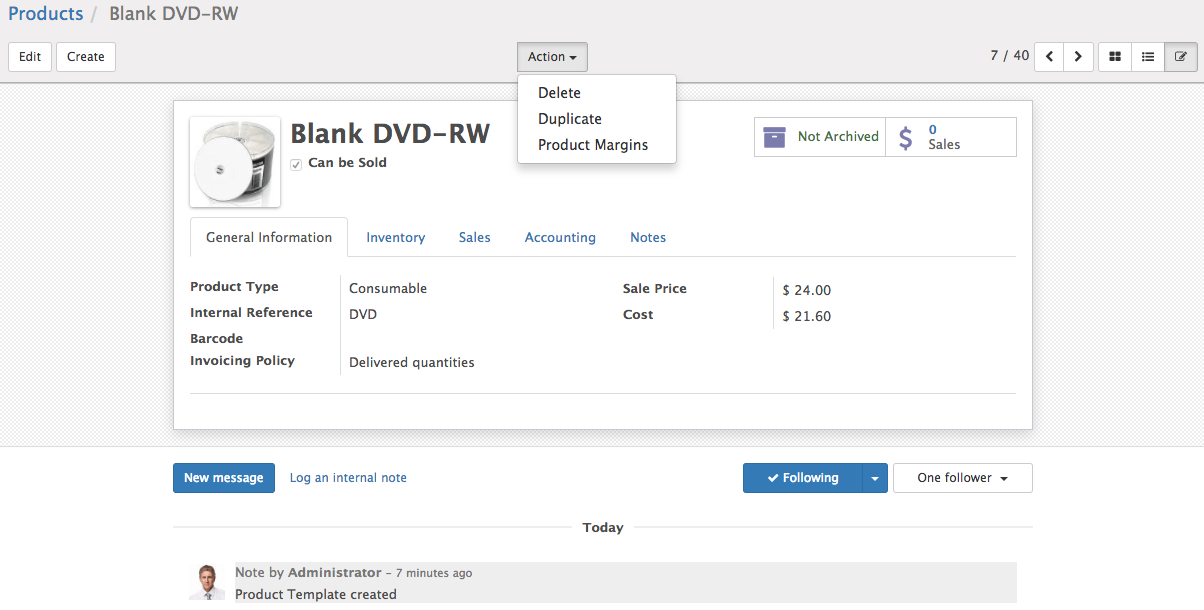 Products / Blank DVD-RW
Edit Create Action 7 / 40
Delete
Duplicate
Product Margins
Blank DVD-RW
Can be Sold
Not Archived
0
Sales
General Information Inventory Sales Accounting Notes
Product Type Consumable
Internal Reference DVD
Barcode
Invoicing Policy Delivered quantities
Sale Price $ 24.00
Cost $ 21.60
New message Log an internal note Following One follower
Today
Note by Administrator - 7 minutes ago
Product Template created